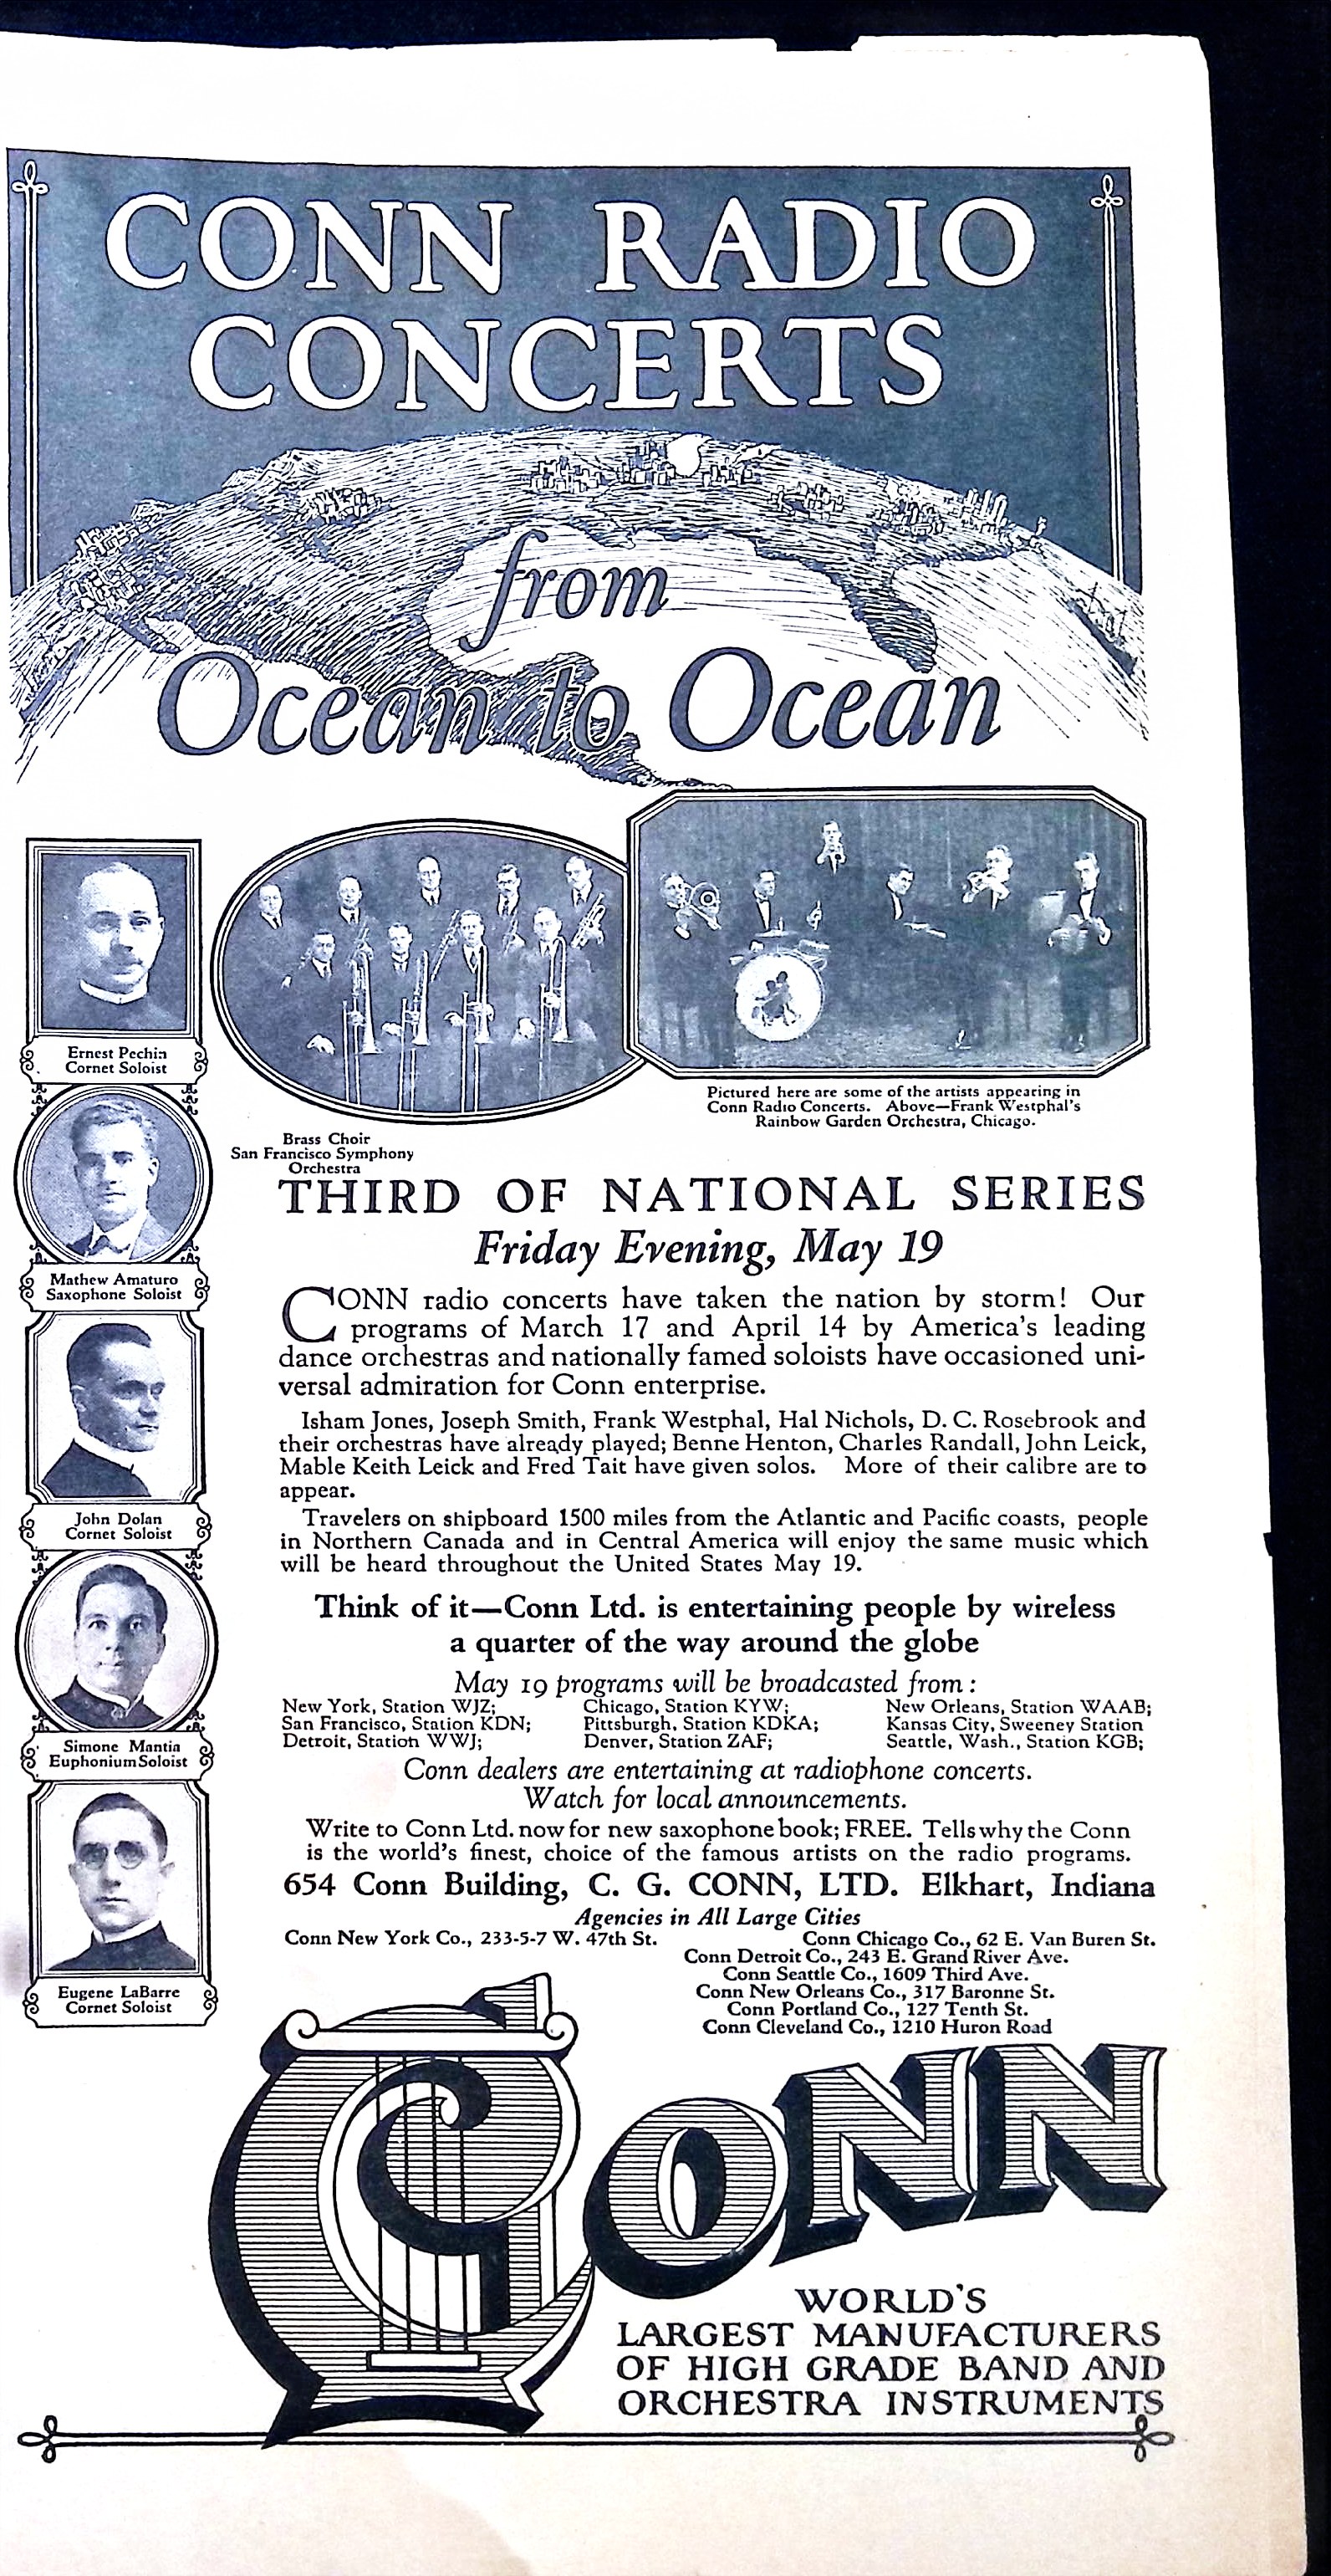 CONN RADIO
CONCERTS
from
Ocean to Ocean
Ernest Pechin
Cornet Soloist
Mathew Amaturo
Saxophone Soloist
John Dolan
Cornet Soloist
Simone Mantia
Euphonium Soloist
Eugene LaBarre
Cornet Soloist
Brass Choir
San Francisco Symphony
Orchestra
Pictured here are some of the artists appearing in
Conn Radio Concerts. Above—Frank Westphal's
Rainbow Garden Orchestra, Chicago.
THIRD OF NATIONAL SERIES
Friday Evening, May 19
CONN radio concerts have taken the nation by storm! Our
programs of March 17 and April 14 by America's leading
dance orchestras and nationally famed soloists have occasioned uni-
versal admiration for Conn enterprise.
Isham Jones, Joseph Smith, Frank Westphal, Hal Nichols, D. C. Rosebrook and
their orchestras have already played; Benne Henton, Charles Randall, John Leick,
Mable Keith Leick and Fred Tait have given solos. More of their calibre are to
appear.
Travelers on shipboard 1500 miles from the Atlantic and Pacific coasts, people
in Northern Canada and in Central America will enjoy the same music which
will be heard throughout the United States May 19.
Think of it—Conn Ltd. is entertaining people by wireless
a quarter of the way around the globe
May 19 programs will be broadcasted from:
New York, Station WJZ; Chicago, Station KYW; New Orleans, Station WAAB;
San Francisco, Station KDN; Pittsburgh, Station KDKA; Kansas City, Sweeney Station
Detroit, Station WWJ; Denver, Station ZAF; Seattle, Wash., Station KGB;
Conn dealers are entertaining at radiophone concerts.
Watch for local announcements.
Write to Conn Ltd. now for new saxophone book; FREE. Tells why the Conn
is the world's finest, choice of the famous artists on the radio programs.
654 Conn Building, C. G. CONN, LTD. Elkhart, Indiana
Agencies in All Large Cities
Conn New York Co., 233-5-7 W. 47th St. Conn Chicago Co., 62 E. Van Buren St.
Conn Detroit Co., 243 E. Grand River Ave.
Conn Seattle Co., 1609 Third Ave.
Conn New Orleans Co., 317 Baronne St.
Conn Portland Co., 127 Tenth St.
Conn Cleveland Co., 1210 Huron Road
CONN
WORLD'S
LARGEST MANUFACTURERS
OF HIGH GRADE BAND AND
ORCHESTRA INSTRUMENTS